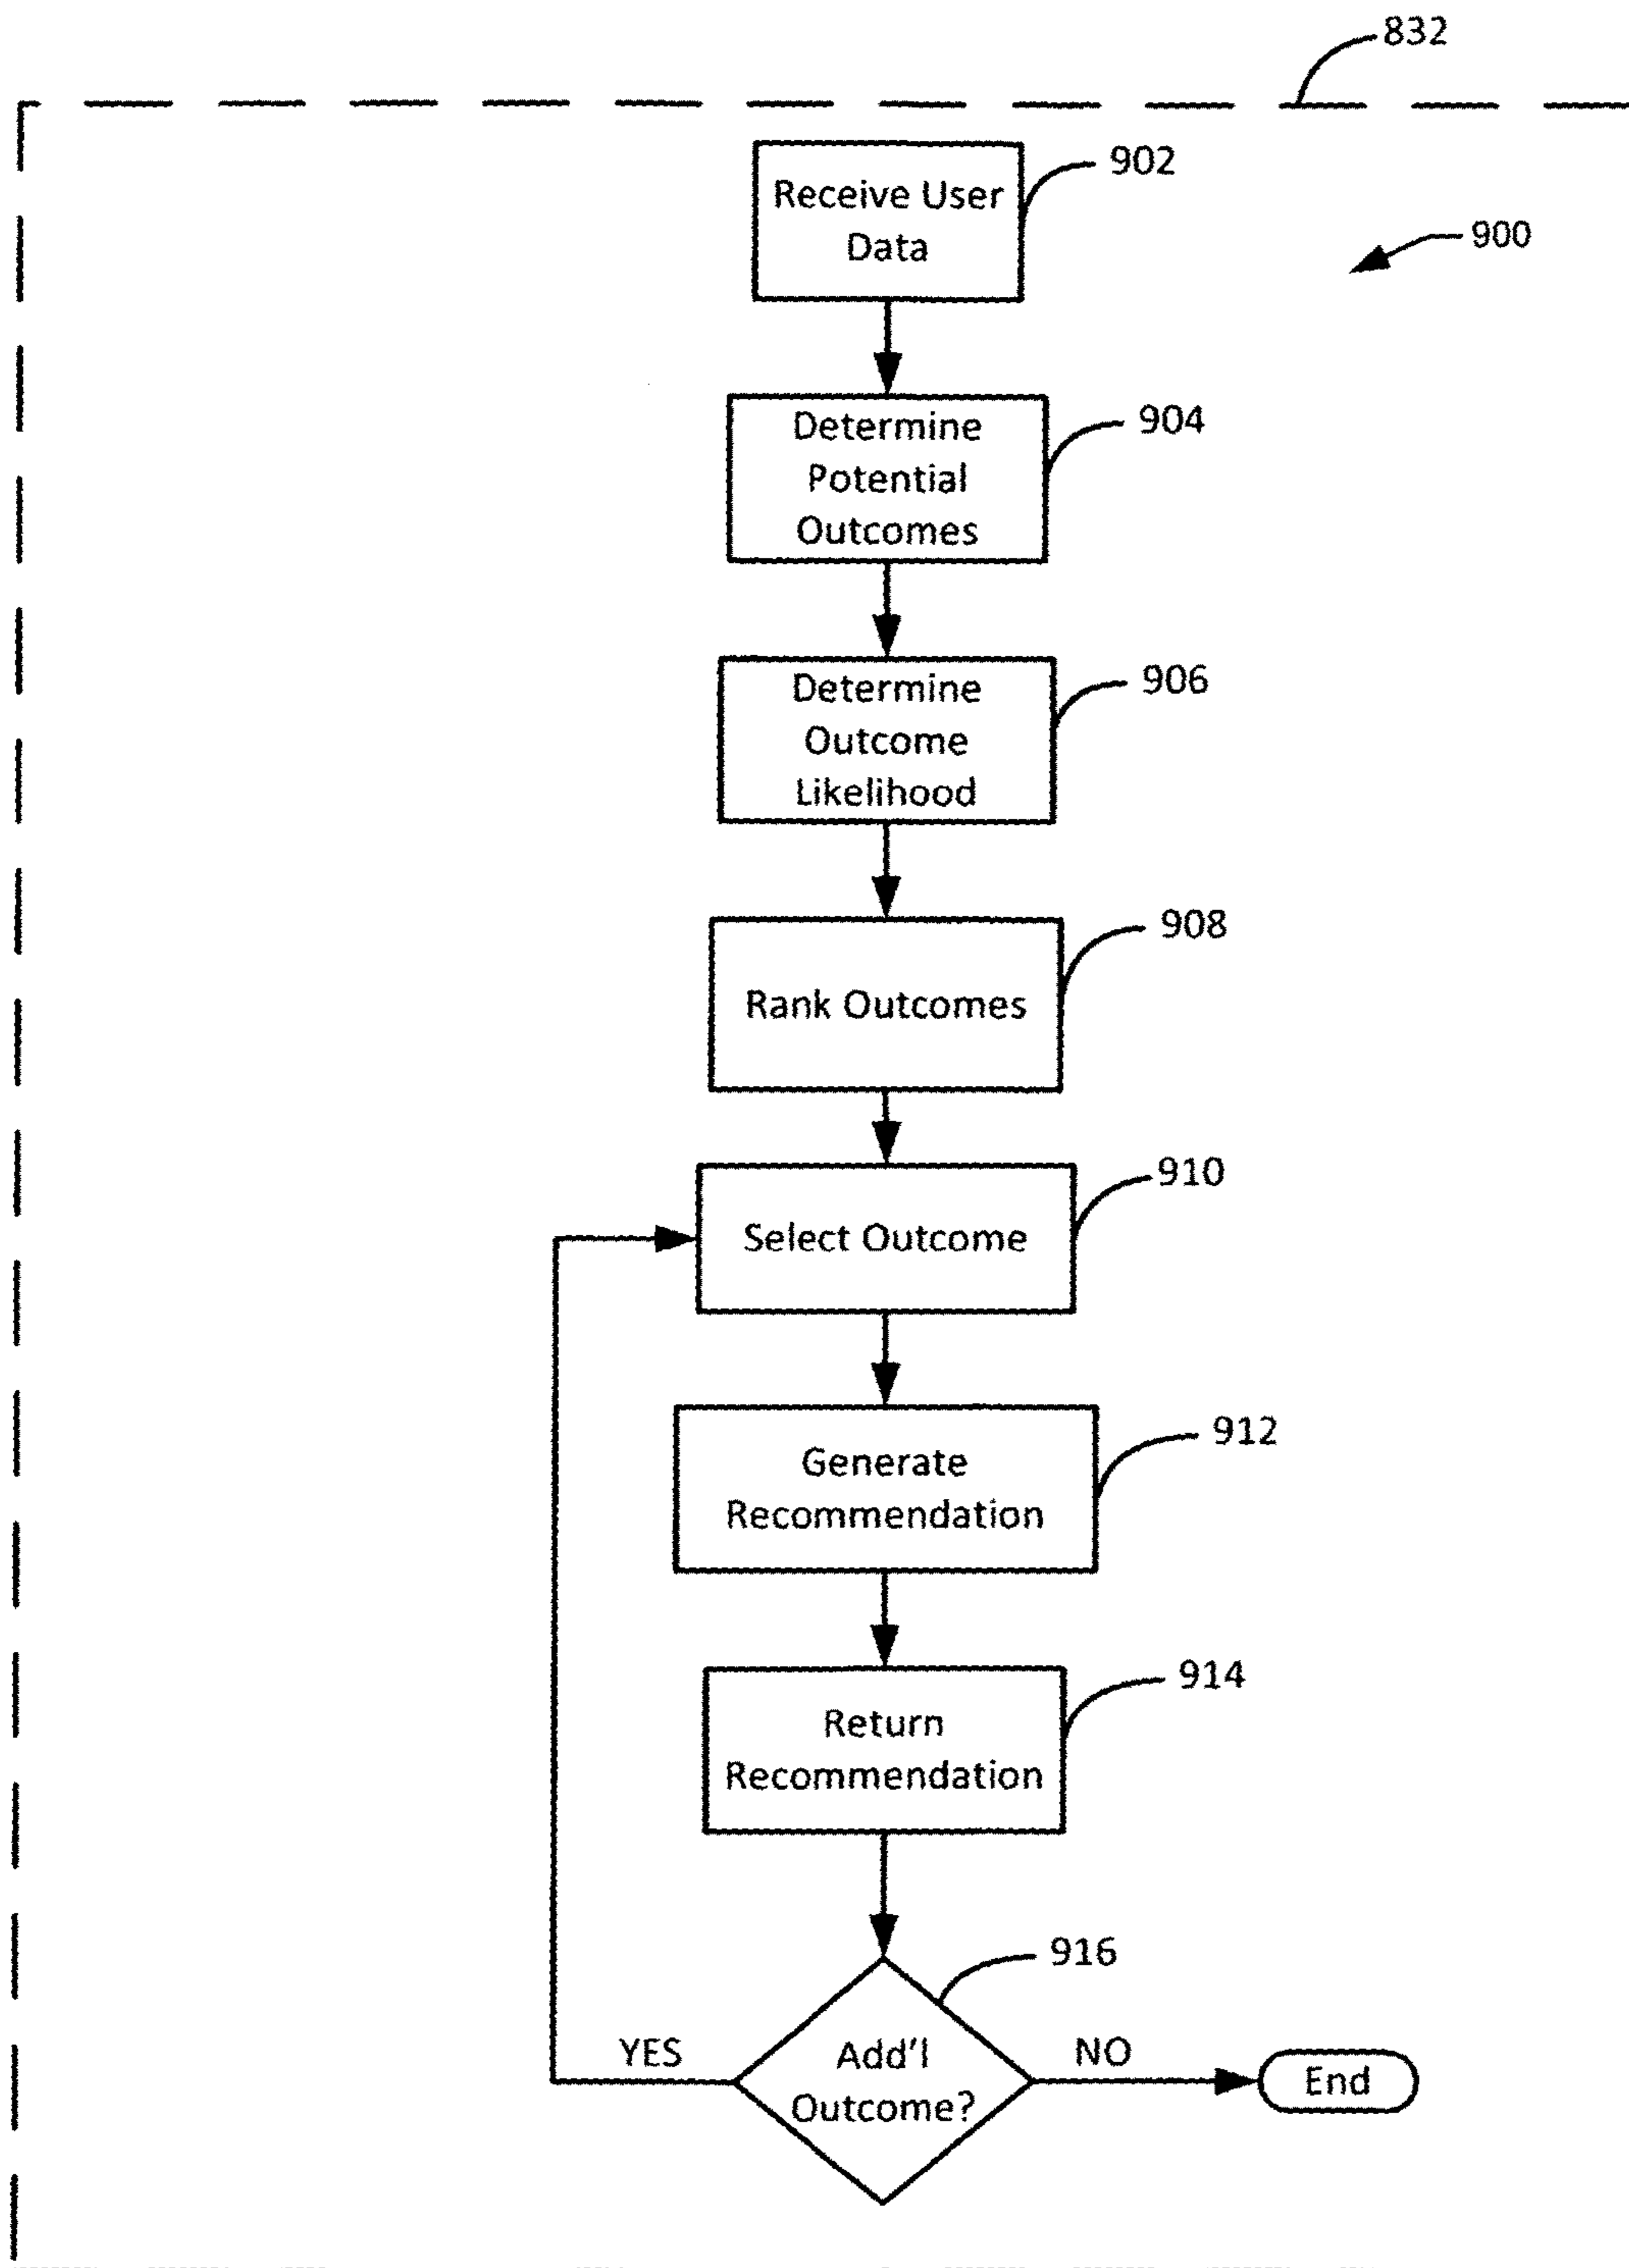 832
Receive User
Data
902
900
Determine
Potential
Outcomes
904
Determine
Outcome
Likelihood
906
Rank Outcomes
908
Select Outcome
910
Generate
Recommendation
912
Return
Recommendation
914
916
Add'l
Outcome?
YES
NO
End